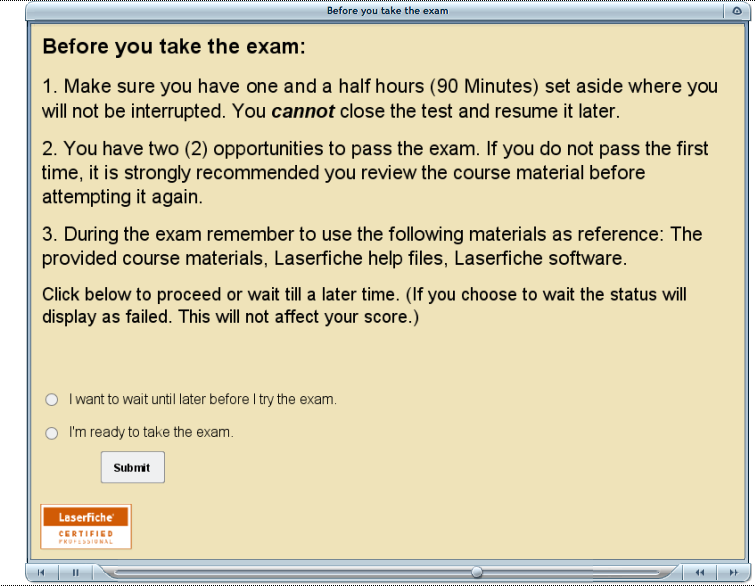 Before you take the exam
Before you take the exam:
1. Make sure you have one and a half hours (90 Minutes) set aside where you
will not be interrupted. You cannot close the test and resume it later.
2. You have two (2) opportunities to pass the exam. If you do not pass the first
time, it is strongly recommended you review the course material before
attempting it again.
3. During the exam remember to use the following materials as reference: The
provided course materials, Laserfiche help files, Laserfiche software.
Click below to proceed or wait till a later time. (If you choose to wait the status will
display as failed. This will not affect your score.)
I want to wait until later before I try the exam.
I'm ready to take the exam.
Submit
Laserfiche
CERTIFIED
PROFESSIONAL